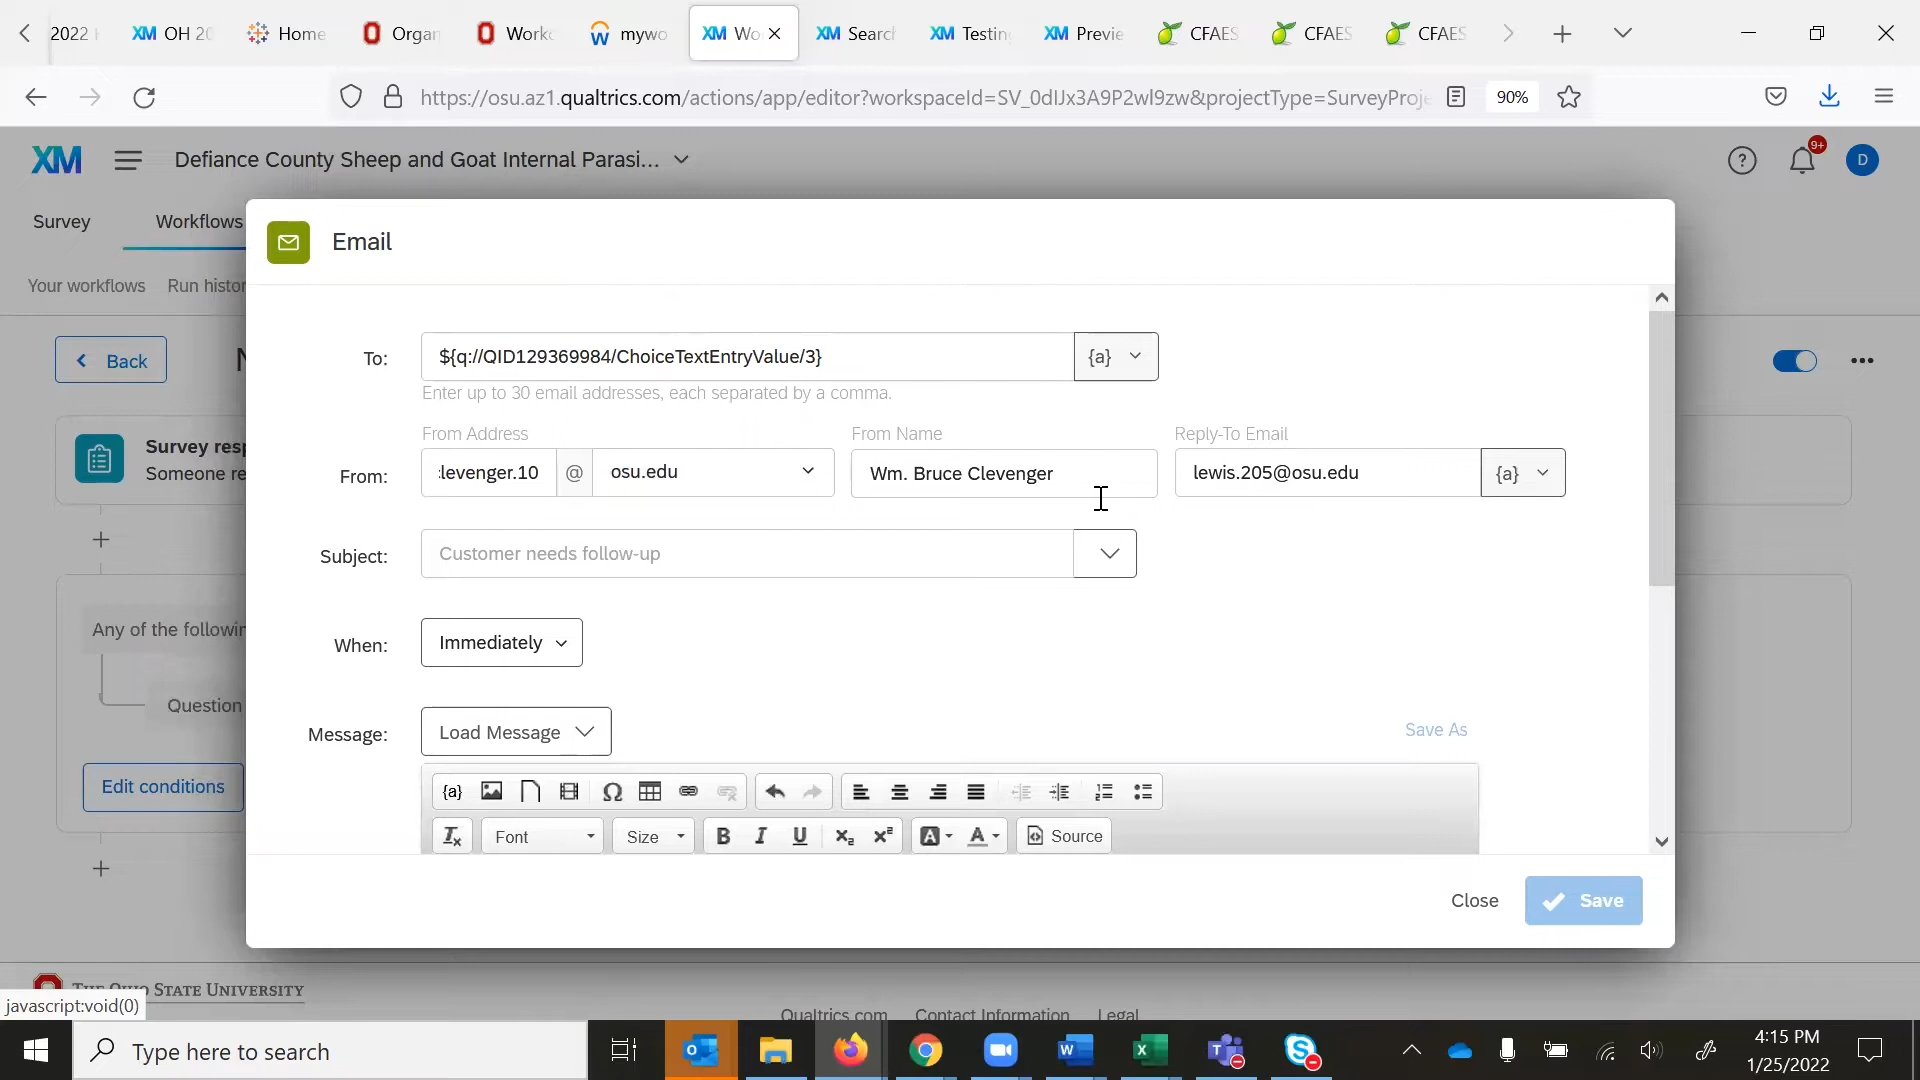 2022 H
XM OH 20
Home
Organ
Work
mywo
XM Wo
XM Search
XM Testing
XM Previe
CFAES
CFAES
CFAES
https://osu.az1.qualtrics.com/actions/app/editor?workspaceId=SV_0dIJx3A9P2wl9zw&projectType=SurveyProje
90%
XM
Defiance County Sheep and Goat Internal Parasi...
9+
D
Survey
Workflows
Your workflows
Run histor
Back
Email
To:
${q://QID129369984/ChoiceTextEntryValue/3}
{a}
Enter up to 30 email addresses, each separated by a comma.
From Address
From Name
Reply-To Email
From:
levenger.10
@
osu.edu
Wm. Bruce Clevenger
lewis.205@osu.edu
{a}
Subject:
Customer needs follow-up
When:
Immediately
Message:
Load Message
Save As
{a}
Font
Size
B I U
Source
Survey resp
Someone re
Any of the followin
Question
Edit conditions
Close
Save
The Ohio State University
javascript:void(0)
Qualtrics.com
Contact Information
Legal
Type here to search
4:15 PM
1/25/2022